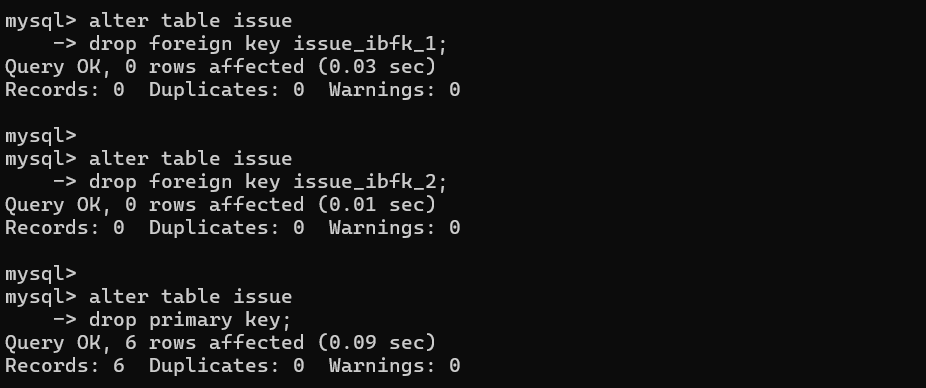 mysql> alter table issue
    -> drop foreign key issue_ibfk_1;
Query OK, 0 rows affected (0.03 sec)
Records: 0  Duplicates: 0  Warnings: 0

mysql>
mysql> alter table issue
    -> drop foreign key issue_ibfk_2;
Query OK, 0 rows affected (0.01 sec)
Records: 0  Duplicates: 0  Warnings: 0

mysql>
mysql> alter table issue
    -> drop primary key;
Query OK, 6 rows affected (0.09 sec)
Records: 6  Duplicates: 0  Warnings: 0